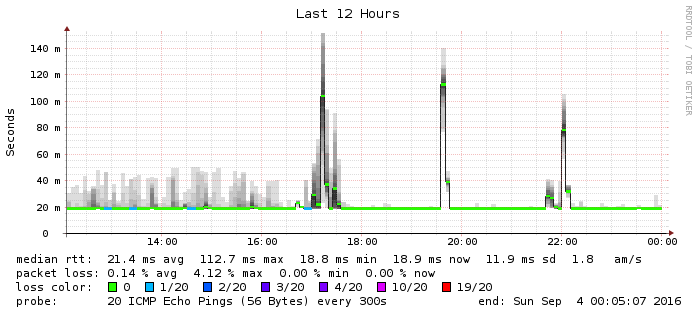 Last 12 Hours
RRDTOOL / TOBI OETIKER
Seconds
140 m
120 m
100 m
80 m
60 m
40 m
20 m
0
14:00 16:00 18:00 20:00 22:00 00:00
median rtt: 21.4 ms avg 112.7 ms max 18.8 ms min 18.9 ms now 11.9 ms sd 1.8 am/s
packet loss: 0.14 % avg 4.12 % max 0.00 % min 0.00 % now
loss color: 0 1/20 2/20 3/20 4/20 10/20 19/20
probe: 20 ICMP Echo Pings (56 Bytes) every 300s end: Sun Sep 4 00:05:07 2016